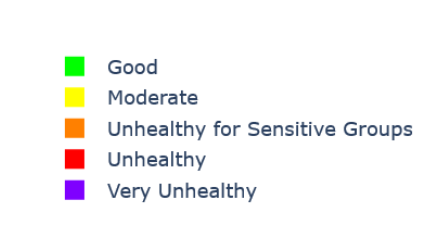 Good
Moderate
Unhealthy for Sensitive Groups
Unhealthy
Very Unhealthy